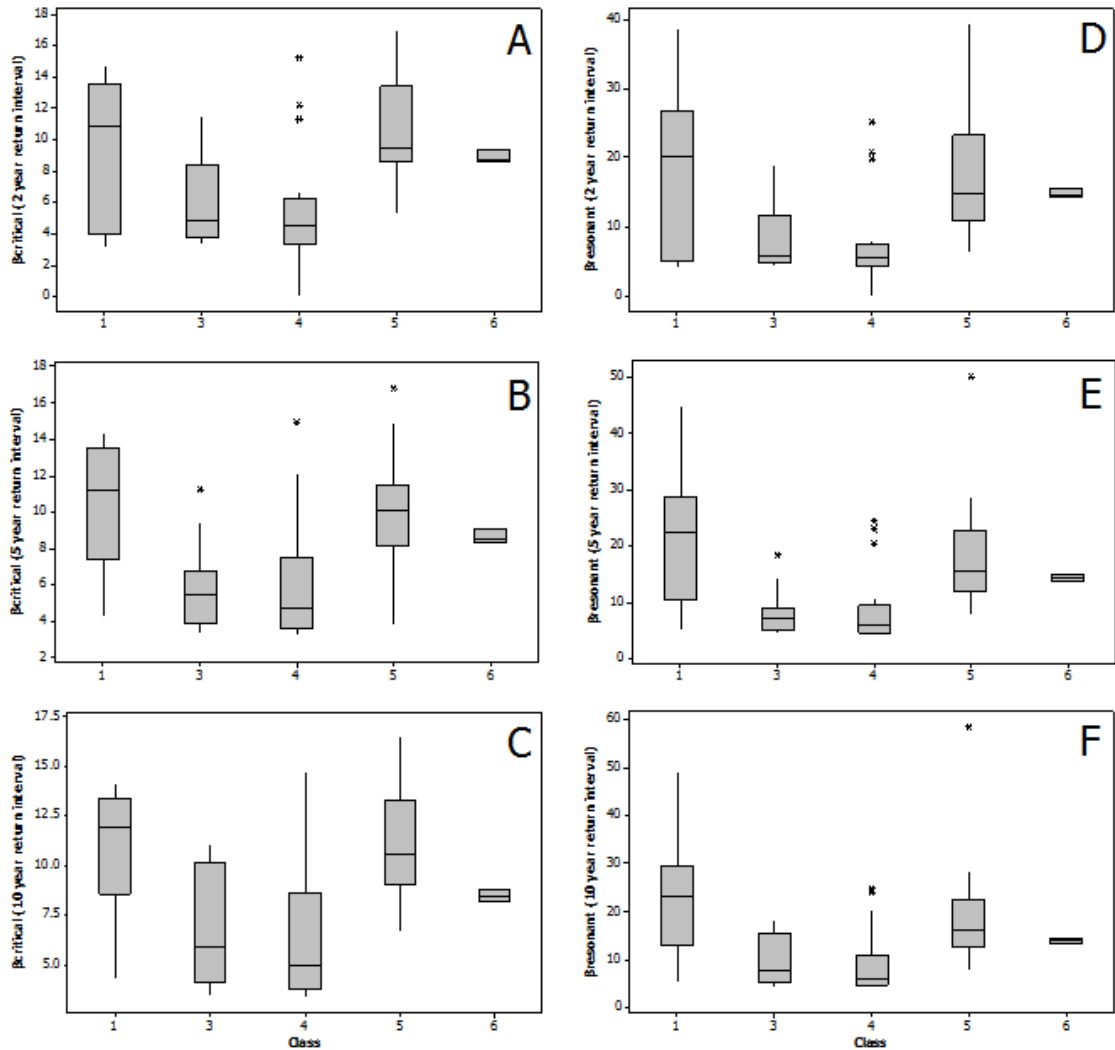 A
βcritical (2 year return interval)
18
16
14
12
10
8
6
4
2
0
1 3 4 5 6
D
βresonant (2 year return interval)
40
30
20
10
0
1 3 4 5 6
B
βcritical (5 year return interval)
18
16
14
12
10
8
6
4
2
1 3 4 5 6
E
βresonant (5 year return interval)
50
40
30
20
10
0
1 3 4 5 6
C
βcritical (10 year return interval)
17.5
15.0
12.5
10.0
7.5
5.0
1 3 4 5 6
Class
F
βresonant (10 year return interval)
60
50
40
30
20
10
0
1 3 4 5 6
Class